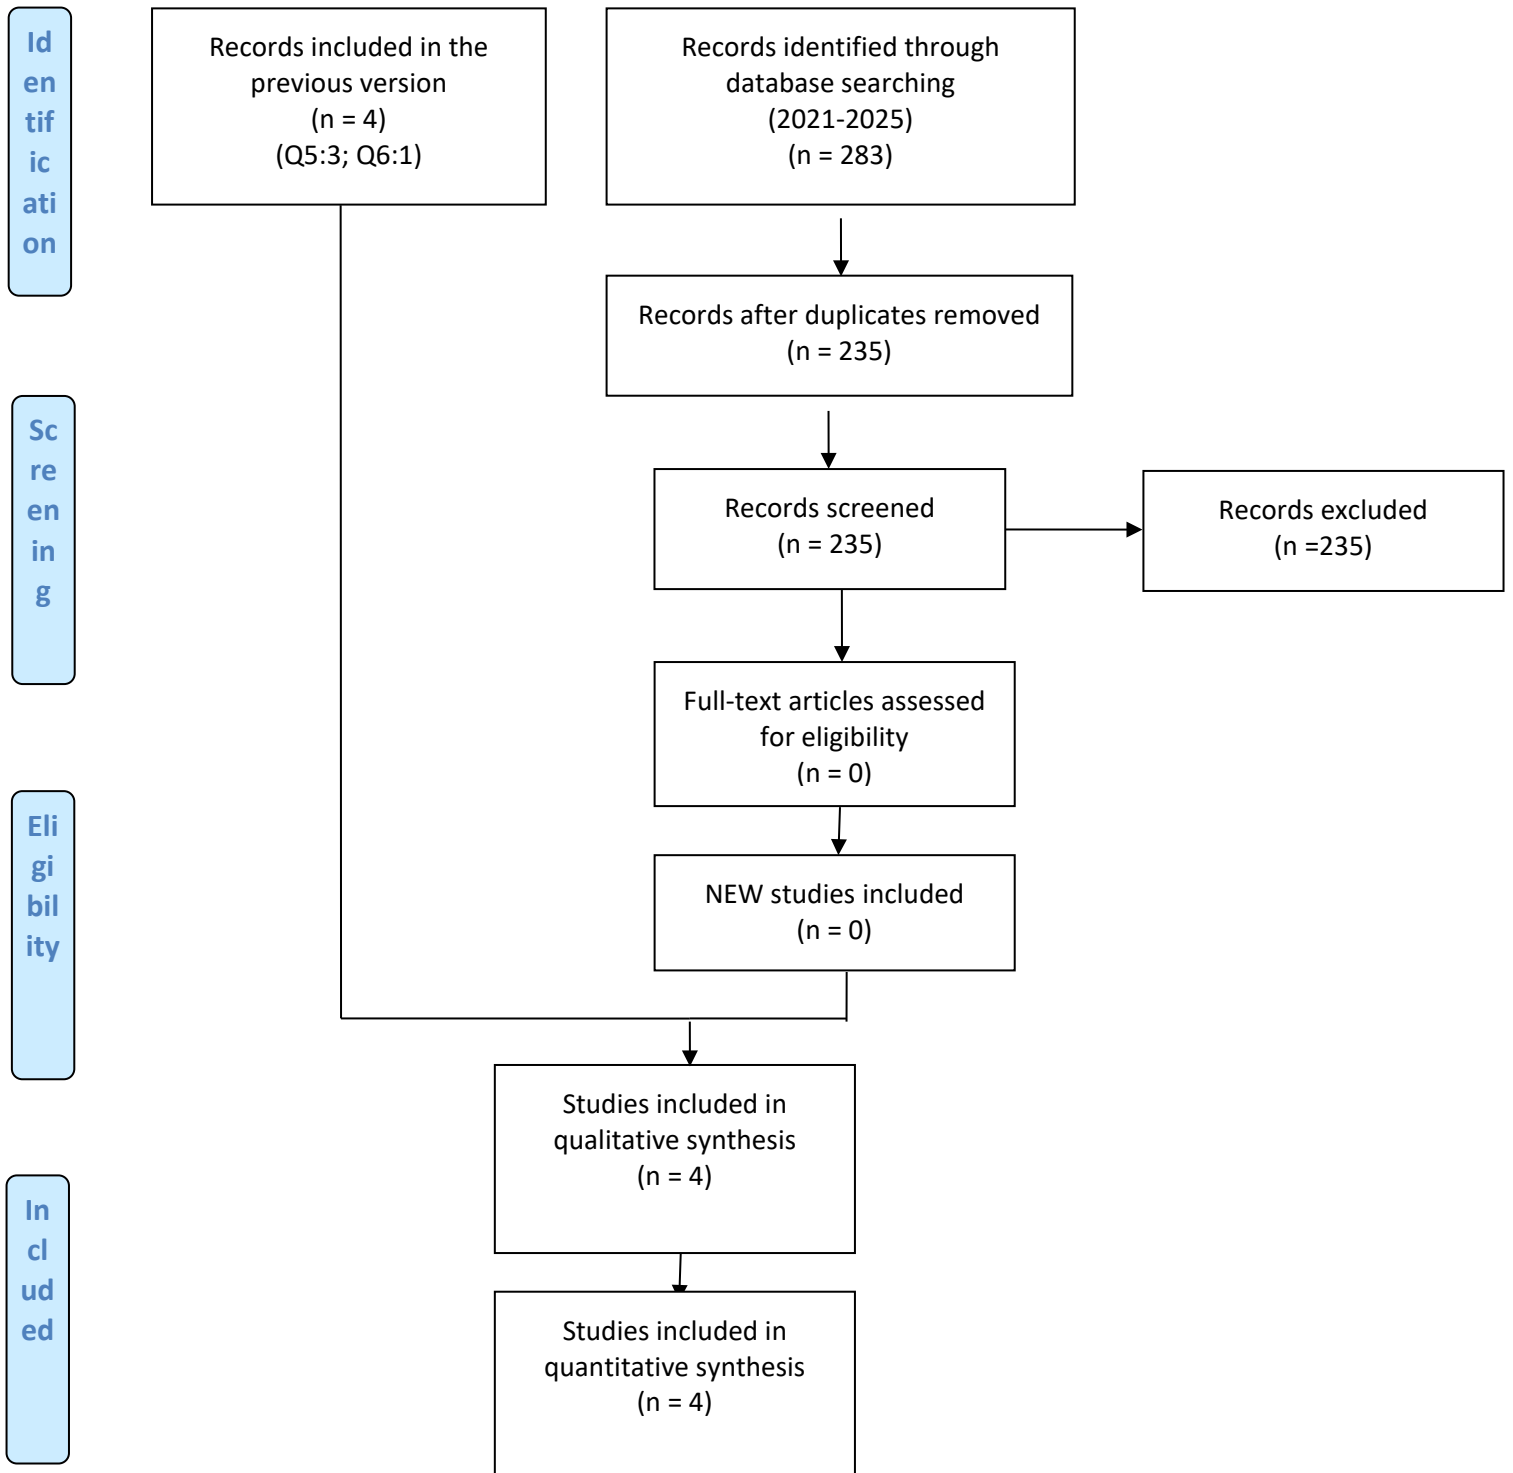 Id
en
tif
ic
ati
on
Records included in the
previous version
(n = 4)
(Q5:3; Q6:1)
Records identified through
database searching
(2021-2025)
(n = 283)
Records after duplicates removed
(n = 235)
Sc
re
en
in
g
Records screened
(n = 235)
Records excluded
(n =235)
Full-text articles assessed
for eligibility
(n = 0)
Eli
gi
bil
ity
NEW studies included
(n = 0)
Studies included in
qualitative synthesis
(n = 4)
In
cl
ud
ed
Studies included in
quantitative synthesis
(n = 4)